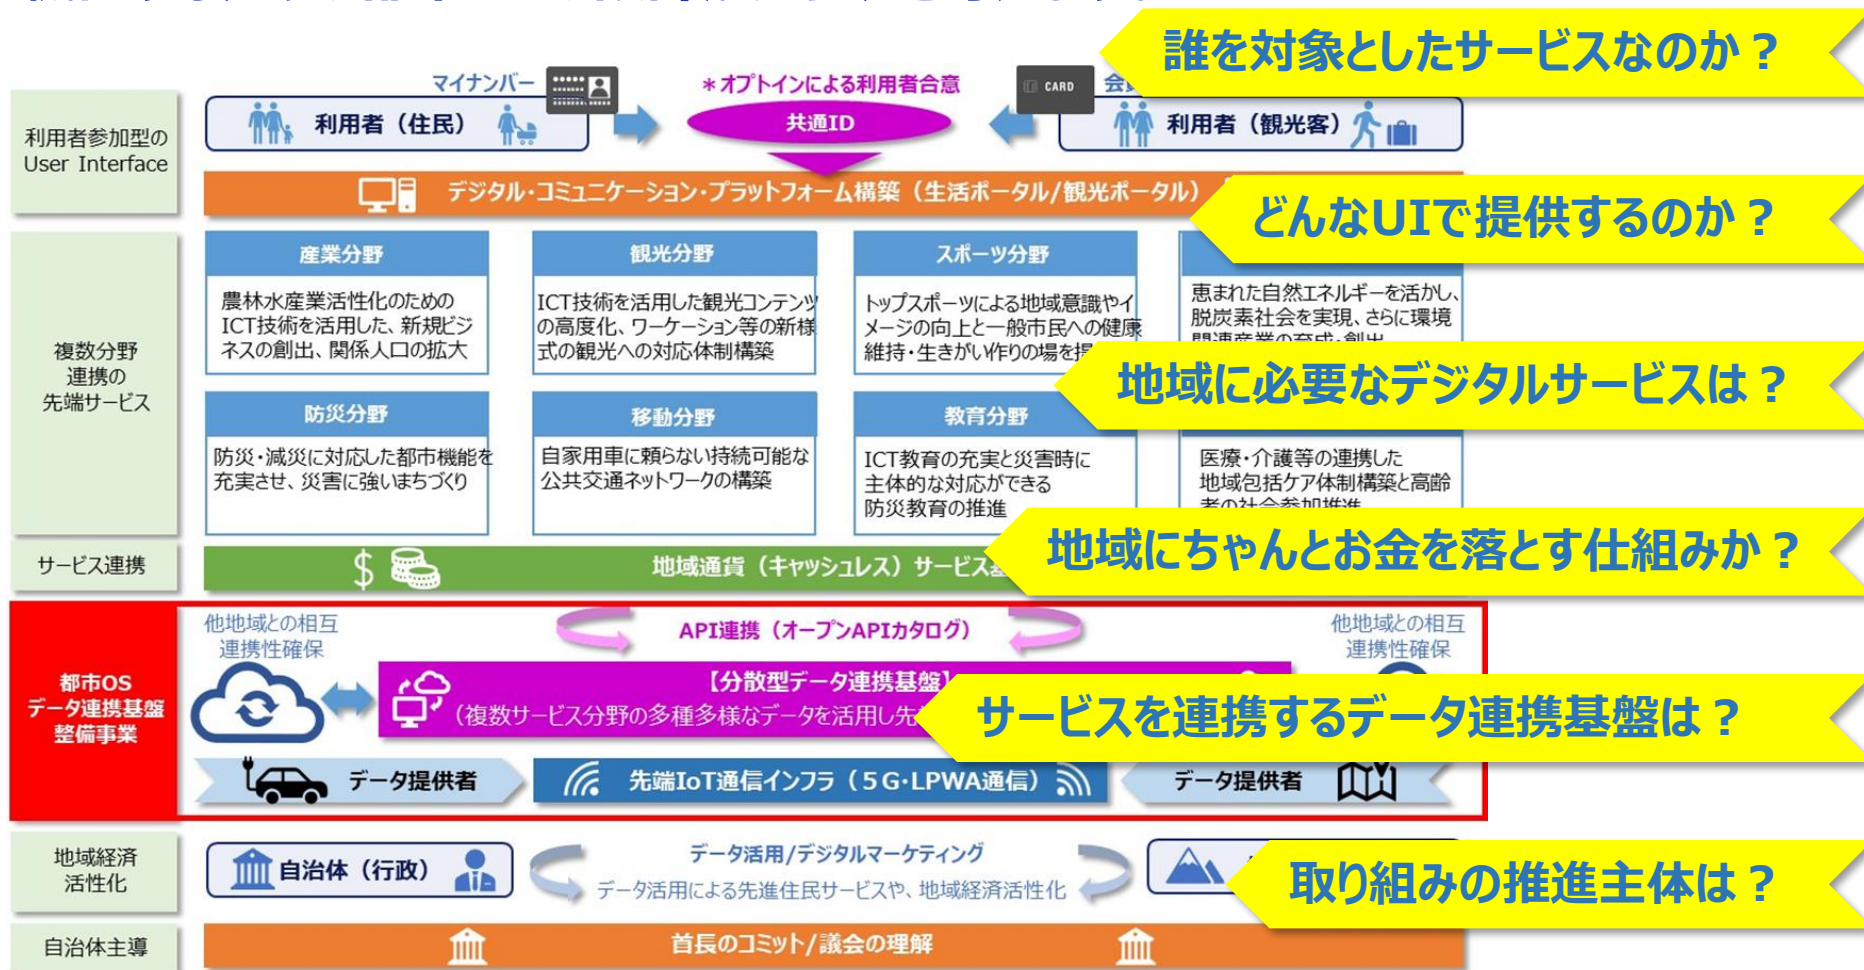 誰を対象としたサービスなのか？
マイナンバー
＊オプトインによる利用者合意
CARD
利用者参加型の
User Interface
利用者（住民）
共通ID
利用者（観光客）
デジタル・コミュニケーション・プラットフォーム構築（生活ポータル/観光ポータル）
どんなUIで提供するのか？
複数分野
連携の
先端サービス
産業分野
農林水産業活性化のための
ICT技術を活用した、新規ビジ
ネスの創出、関係人口の拡大
観光分野
ICT技術を活用した観光コンテンツ
の高度化、ワーケーション等の新様
式の観光への対応体制構築
スポーツ分野
トップスポーツによる地域意識やイ
メージの向上と一般市民への健康
維持・生きがい作りの場を
恵まれた自然エネルギーを活かし、
脱炭素社会を実現、さらに環境
地域に必要なデジタルサービスは？
防災分野
防災・減災に対応した都市機能を
充実させ、災害に強いまちづくり
移動分野
自家用車に頼らない持続可能な
公共交通ネットワークの構築
教育分野
ICT教育の充実と災害時に
主体的な対応ができる
防災教育の推進
医療・介護等の連携した
地域包括ケア体制構築と高齢
地域にちゃんとお金を落とす仕組みか？
サービス連携
地域通貨（キャッシュレス）サービス
都市OS
データ連携基盤
整備事業
他地域との相互
連携性確保
API連携（オープンAPIカタログ）
他地域との相互
連携性確保
【分散型データ連携基盤】
（複数サービス分野の多種多様なデータを活用し先
サービスを連携するデータ連携基盤は？
データ提供者
先端IoT通信インフラ（５G・LPWA通信）
データ提供者
地域経済
活性化
自治体（行政）
データ活用/デジタルマーケティング
データ活用による先進住民サービスや、地域経済活性化
取り組みの推進主体は？
自治体主導
首長のコミット/議会の理解